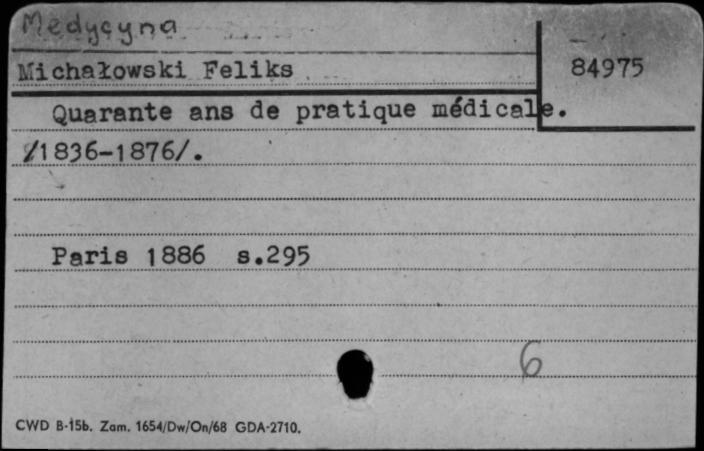 Medycyna
Michałowski Feliks
84975
Quarante ans de pratique médicale.
/1836-1876/.
Paris 1886 s.295
6
CWD B-15b. Zam. 1654/Dw/On/68 GDA-2710.